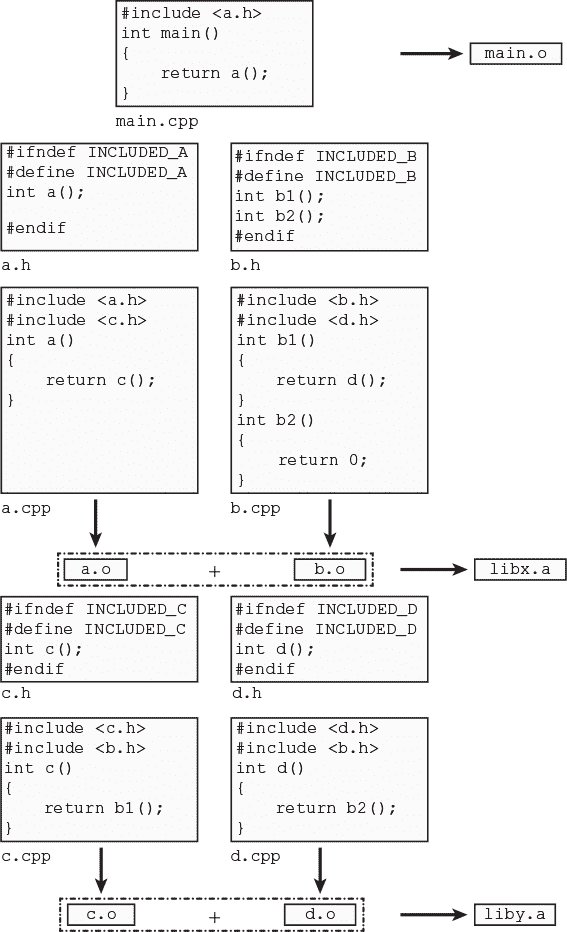 #include <a.h>
int main()
{
    return a();
}
main.cpp
main.o
#ifndef INCLUDED_A
#define INCLUDED_A
int a();
#endif
a.h
#ifndef INCLUDED_B
#define INCLUDED_B
int b1();
int b2();
#endif
b.h
#include <a.h>
#include <c.h>
int a()
{
    return c();
}
a.cpp
#include <b.h>
#include <d.h>
int b1()
{
    return d();
}
int b2()
{
    return 0;
}
b.cpp
a.o + b.o
libx.a
#ifndef INCLUDED_C
#define INCLUDED_C
int c();
#endif
c.h
#ifndef INCLUDED_D
#define INCLUDED_D
int d();
#endif
d.h
#include <c.h>
#include <b.h>
int c()
{
    return b1();
}
c.cpp
#include <d.h>
#include <b.h>
int d()
{
    return b2();
}
d.cpp
c.o + d.o
liby.a